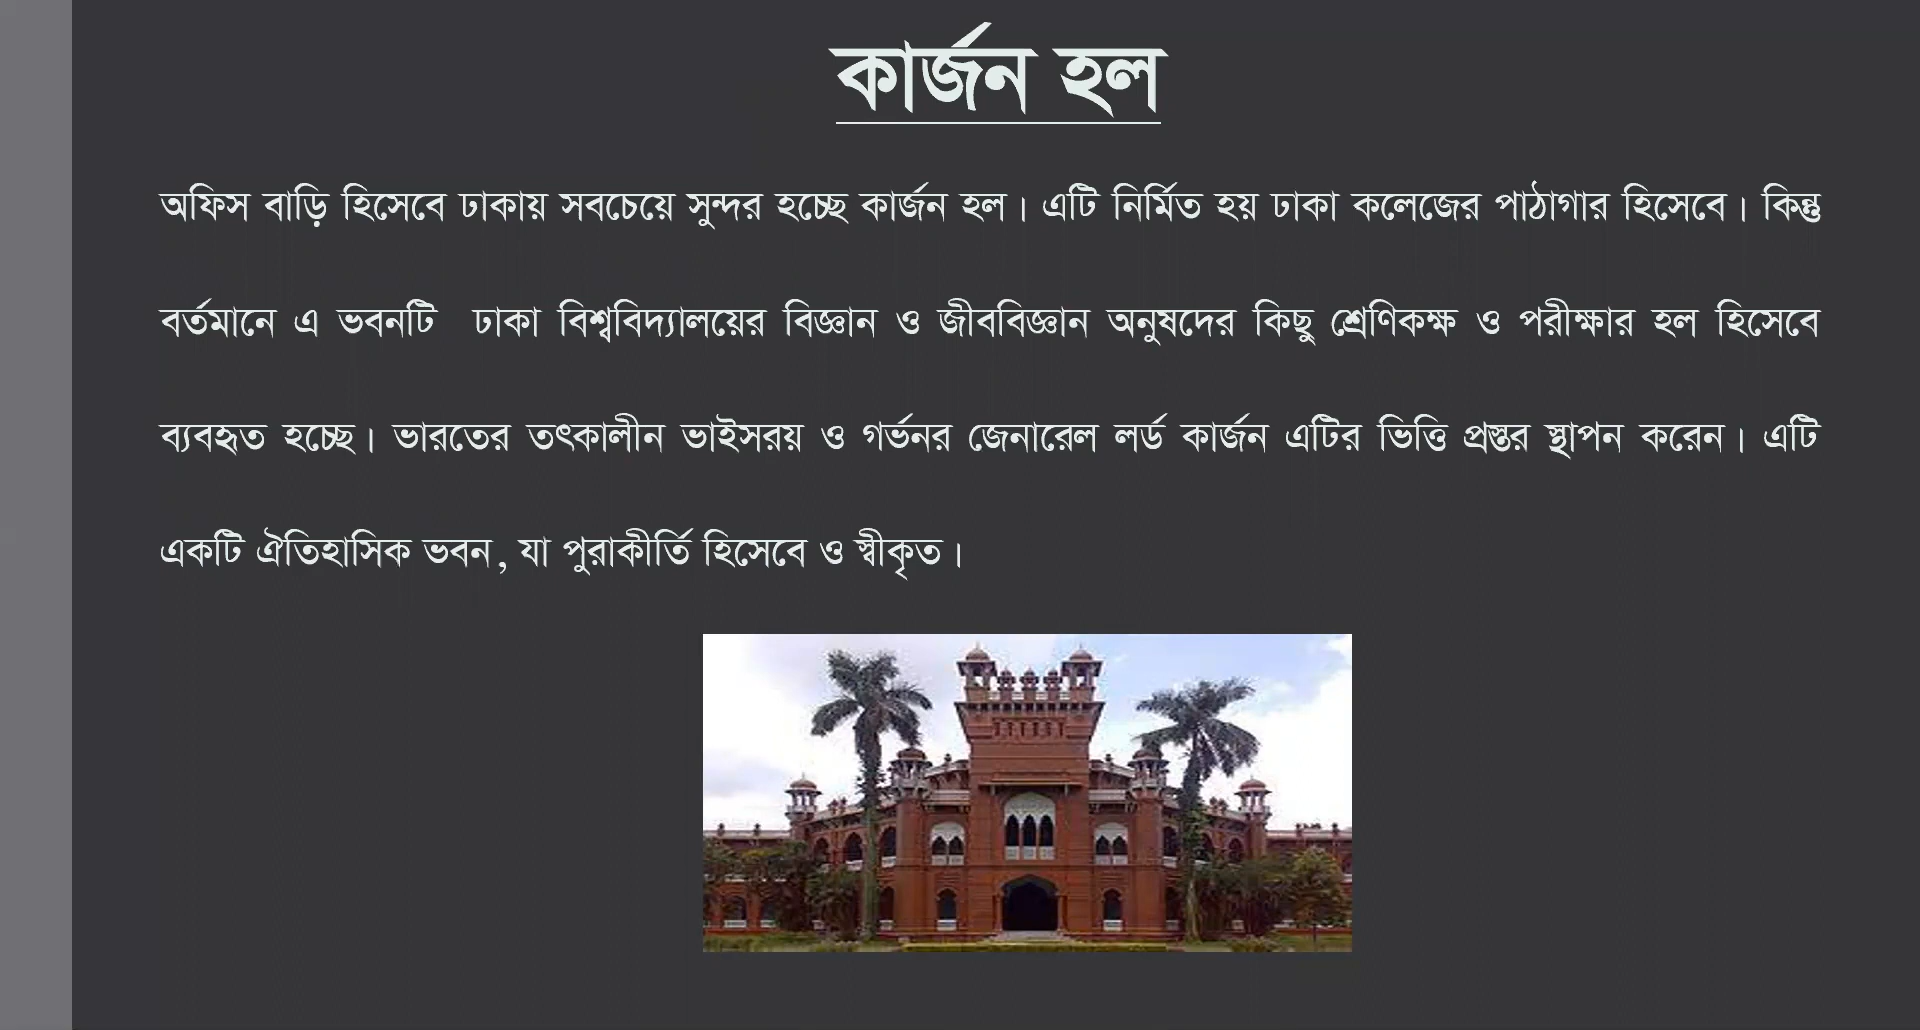 কার্জন হল
অফিস বাড়ি হিসেবে ঢাকায় সবচেয়ে সুন্দর হচ্ছে কার্জন হল। এটি নির্মিত হয় ঢাকা কলেজের পাঠাগার হিসেবে। কিন্তু
বর্তমানে এ ভবনটি ঢাকা বিশ্ববিদ্যালয়ের বিজ্ঞান ও জীববিজ্ঞান অনুষদের কিছু শ্রেণিকক্ষ ও পরীক্ষার হল হিসেবে
ব্যবহৃত হচ্ছে। ভারতের তৎকালীন ভাইসরয় ও গর্ভনর জেনারেল লর্ড কার্জন এটির ভিত্তি প্রস্তর স্থাপন করেন। এটি
একটি ঐতিহাসিক ভবন, যা পুরাকীর্তি হিসেবে ও স্বীকৃত।